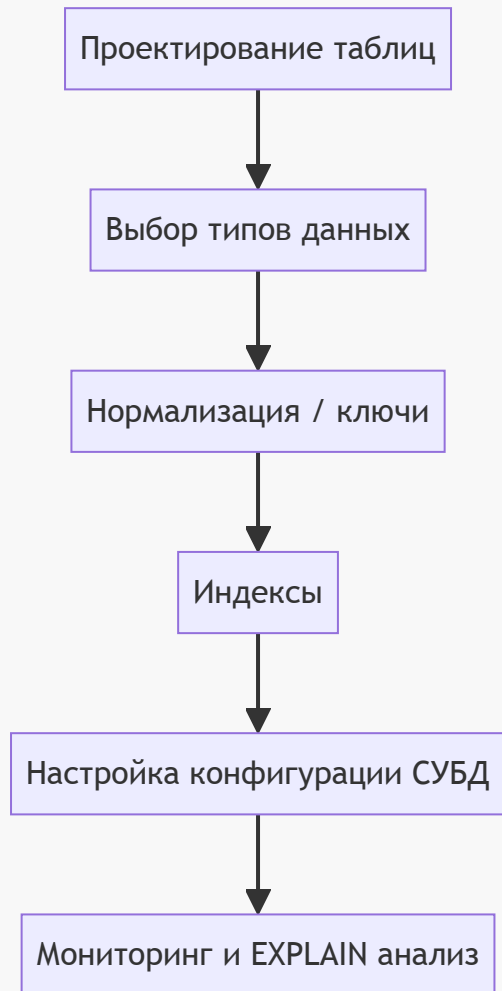 Проектирование таблиц
Выбор типов данных
Нормализация / ключи
Индексы
Настройка конфигурации СУБД
Мониторинг и EXPLAIN анализ